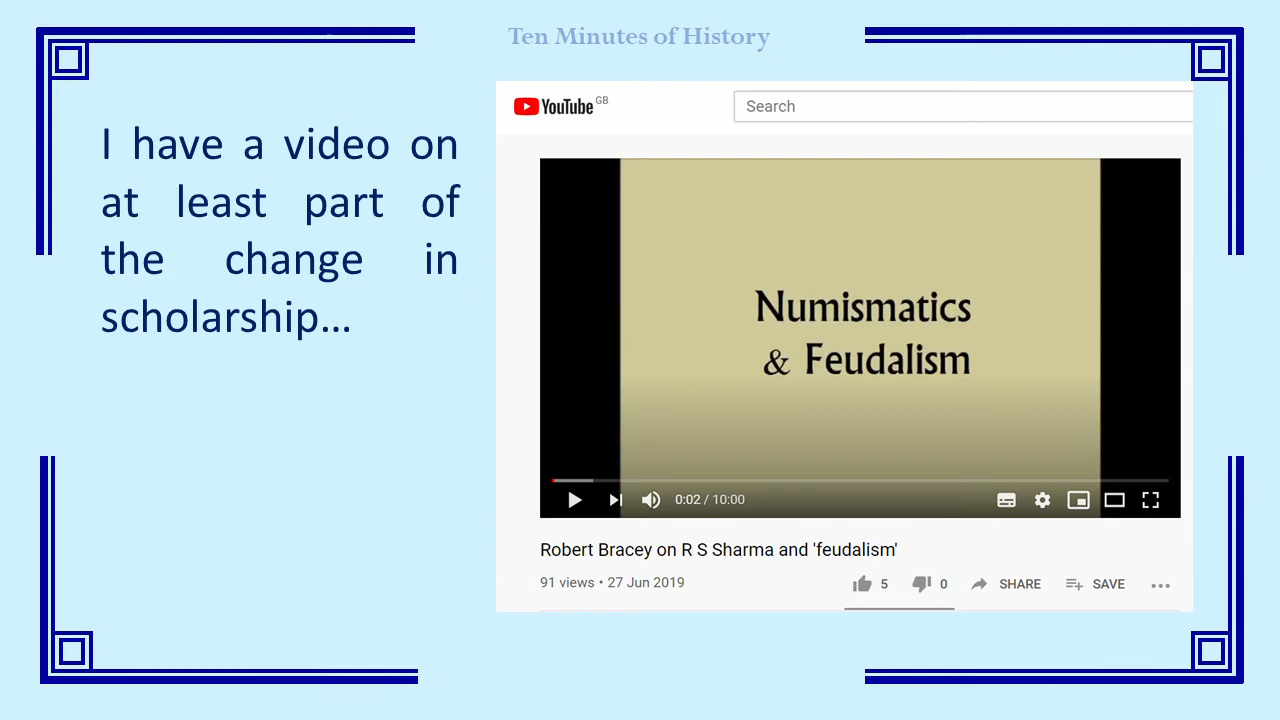 Ten Minutes of History
I have a video on
at least part of
the change in
scholarship...
YouTube GB
Search
Numismatics
& Feudalism
0:02 / 10:00
Robert Bracey on R S Sharma and 'feudalism'
91 views • 27 Jun 2019
5
0
SHARE
SAVE